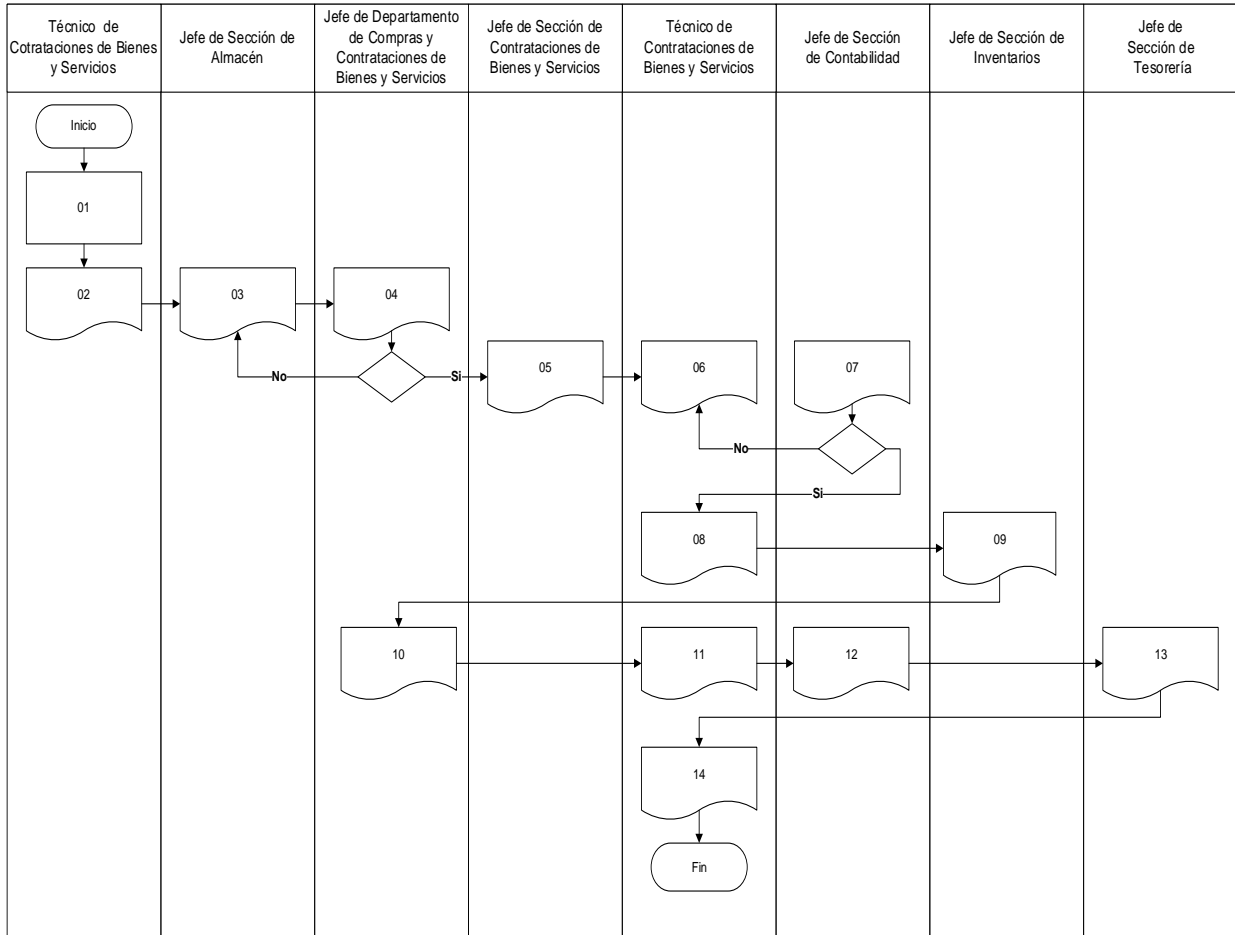 Técnico de
Cotrataciones de Bienes
y Servicios
Jefe de Sección de
Almacén
Jefe de Departamento
de Compras y
Contrataciones de
Bienes y Servicios
Jefe de Sección de
Contrataciones de
Bienes y Servicios
Técnico de
Contrataciones de
Bienes y Servicios
Jefe de Sección
de Contabilidad
Jefe de Sección de
Inventarios
Jefe de
Sección de
Tesorería
Inicio
01
02
03
04
No
Si
05
06
07
No
Si
08
09
10
11
12
13
14
Fin